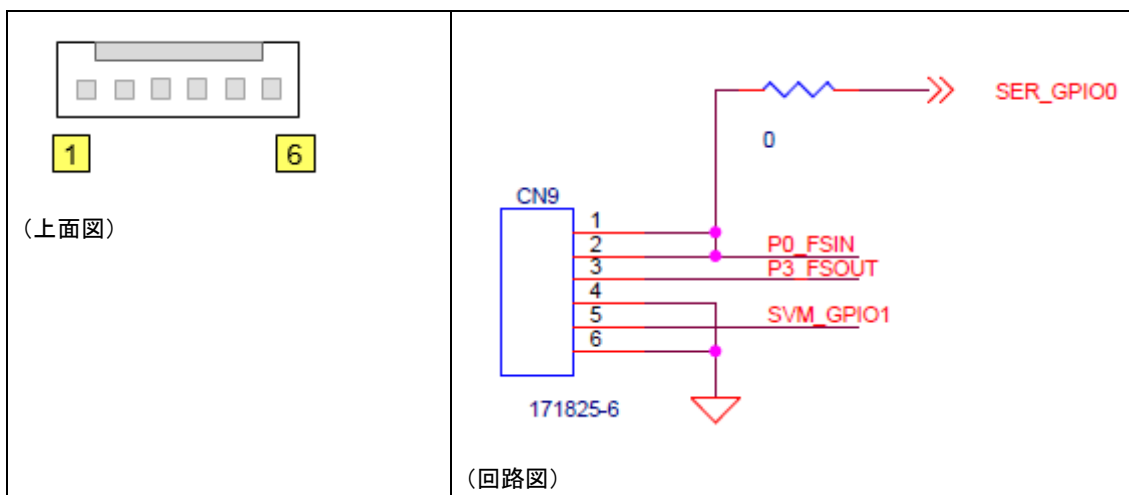 1
6
（上面図）
SER_GPIO0
0
CN9
1
2
P0_FSIN
3
P3_FSOUT
4
5
SVM_GPIO1
6
171825-6
（回路図）